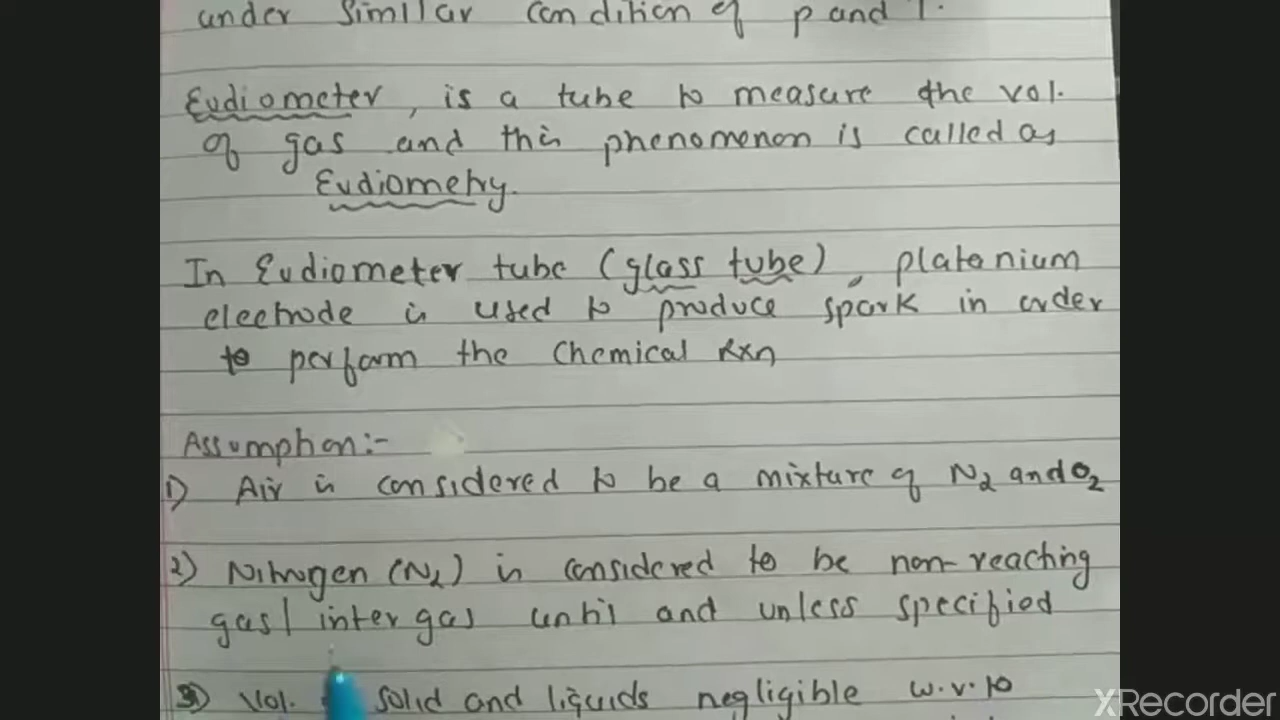 under similar condition of p and T.
Eudiometer, is a tube to measure the vol.
of gas and this phenomenon is called as
Eudiometry.
In Eudiometer tube (glass tube), platanium
electrode is used to produce spark in order
to perform the Chemical Rxn
Assumption:-
1) Air is considered to be a mixture of N2 and O2
2) Nitrogen (N2) is considered to be non-reacting
gas/ inter gas until and unless specified
3) Vol. solid and liquids negligible w.r.to
XRecorder